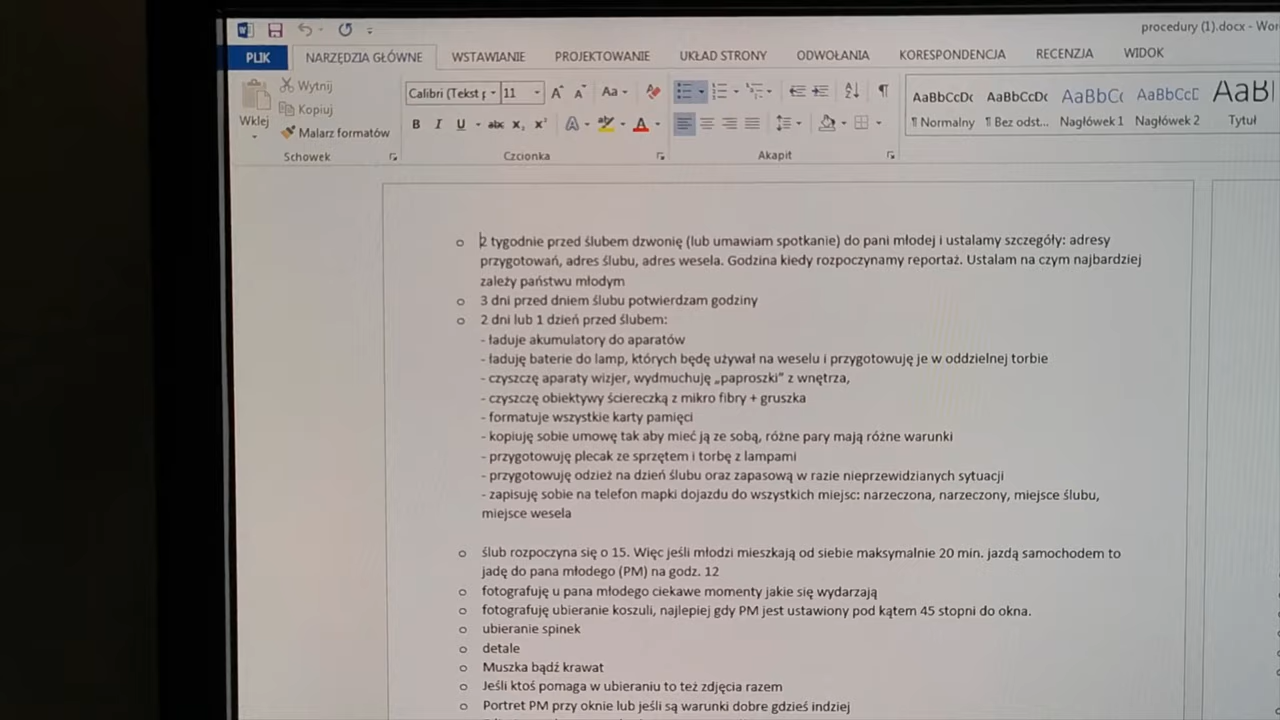 procedury (1).docx - Wor
PLIK NARZĘDZIA GŁÓWNE WSTAWIANIE PROJEKTOWANIE UKŁAD STRONY ODWOŁANIA KORESPONDENCJA RECENZJA WIDOK
Wklej
Wytnij
Kopiuj
Malarz formatów
Schowek
Calibri (Tekst p 11
Czcionka
Akapit
AaBbCcDc AaBbCcDc AaBbCc AaBbCcD AaBl
¶ Normalny ¶ Bez odst... Nagłówek 1 Nagłówek 2 Tytuł
o 2 tygodnie przed ślubem dzwonię (lub umawiam spotkanie) do pani młodej i ustalamy szczegóły: adresy
przygotowań, adres ślubu, adres wesela. Godzina kiedy rozpoczynamy reportaż. Ustalam na czym najbardziej
zależy państwu młodym
o 3 dni przed dniem ślubu potwierdzam godziny
o 2 dni lub 1 dzień przed ślubem:
- ładuje akumulatory do aparatów
- ładuję baterie do lamp, których będę używał na weselu i przygotowuję je w oddzielnej torbie
- czyszczę aparaty wizjer, wydmuchuję „paproszki” z wnętrza,
- czyszczę obiektywy ściereczką z mikro fibry + gruszka
- formatuje wszystkie karty pamięci
- kopiuję sobie umowę tak aby mieć ją ze sobą, różne pary mają różne warunki
- przygotowuję plecak ze sprzętem i torbę z lampami
- przygotowuję odzież na dzień ślubu oraz zapasową w razie nieprzewidzianych sytuacji
- zapisuję sobie na telefon mapki dojazdu do wszystkich miejsc: narzeczona, narzeczony, miejsce ślubu,
miejsce wesela
o ślub rozpoczyna się o 15. Więc jeśli młodzi mieszkają od siebie maksymalnie 20 min. jazdą samochodem to
jadę do pana młodego (PM) na godz. 12
o fotografuję u pana młodego ciekawe momenty jakie się wydarzają
o fotografuję ubieranie koszuli, najlepiej gdy PM jest ustawiony pod kątem 45 stopni do okna.
o ubieranie spinek
o detale
o Muszka bądź krawat
o Jeśli ktoś pomaga w ubieraniu to też zdjęcia razem
o Portret PM przy oknie lub jeśli są warunki dobre gdzieś indziej